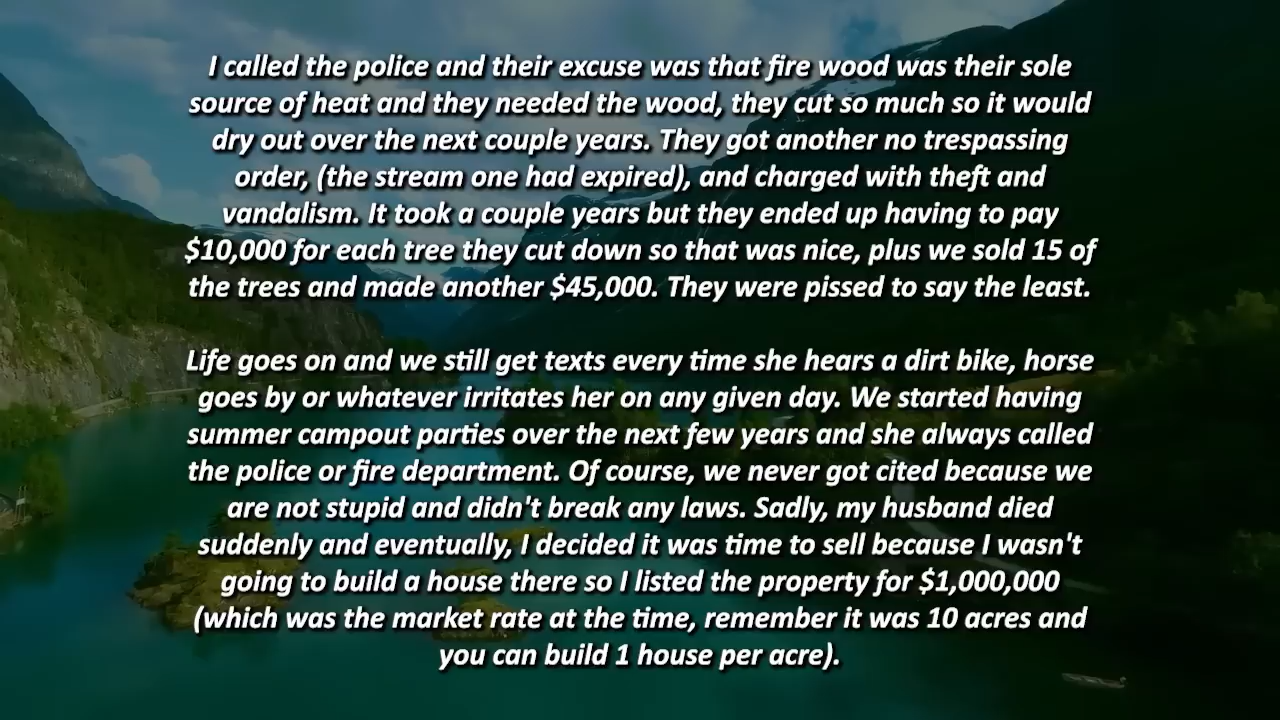 I called the police and their excuse was that fire wood was their sole
source of heat and they needed the wood, they cut so much so it would
dry out over the next couple years. They got another no trespassing
order, (the stream one had expired), and charged with theft and
vandalism. It took a couple years but they ended up having to pay
$10,000 for each tree they cut down so that was nice, plus we sold 15 of
the trees and made another $45,000. They were pissed to say the least.
Life goes on and we still get texts every time she hears a dirt bike, horse
goes by or whatever irritates her on any given day. We started having
summer campout parties over the next few years and she always called
the police or fire department. Of course, we never got cited because we
are not stupid and didn't break any laws. Sadly, my husband died
suddenly and eventually, I decided it was time to sell because I wasn't
going to build a house there so I listed the property for $1,000,000
(which was the market rate at the time, remember it was 10 acres and
you can build 1 house per acre).